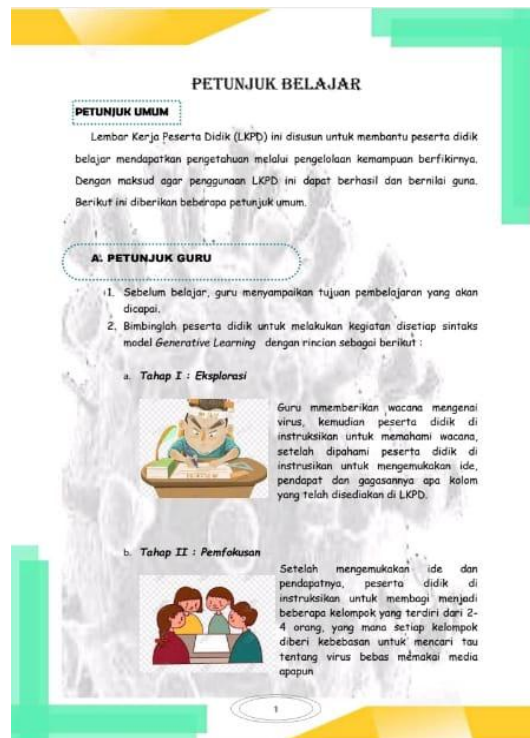 PETUNJUK BELAJAR
PETUNJUK UMUM
Lembar Kerja Peserta Didik (LKPD) ini disusun untuk membantu peserta didik
belajar mendapatkan pengetahuan melalui pengelolaan kemampuan berfikirnya.
Dengan maksud agar penggunaan LKPD ini dapat berhasil dan bernilai guna.
Berikut ini diberikan beberapa petunjuk umum.
A. PETUNJUK GURU
1. Sebelum belajar, guru menyampaikan tujuan pembelajaran yang akan
dicapai.
2. Bimbinglah peserta didik untuk melakukan kegiatan disetiap sintaks
model Generative Learning dengan rincian sebagai berikut :
a. Tahap I : Eksplorasi
Guru mmemberikan wacana mengenai
virus, kemudian peserta didik di
instruksikan untuk memahami wacana,
setelah dipahami peserta didik di
instrusikan untuk mengemukakan ide,
pendapat dan gagasannya apa kolom
yang telah disediakan di LKPD.
b. Tahap II : Pemfokusan
Setelah mengemukakan ide dan
pendapatnya, peserta didik di
instruksikan untuk membagi menjadi
beberapa kelompok yang terdiri dari 2-
4 orang, yang mana setiap kelompok
diberi kebebasan untuk mencari tau
tentang virus bebas memakai media
apapun
1